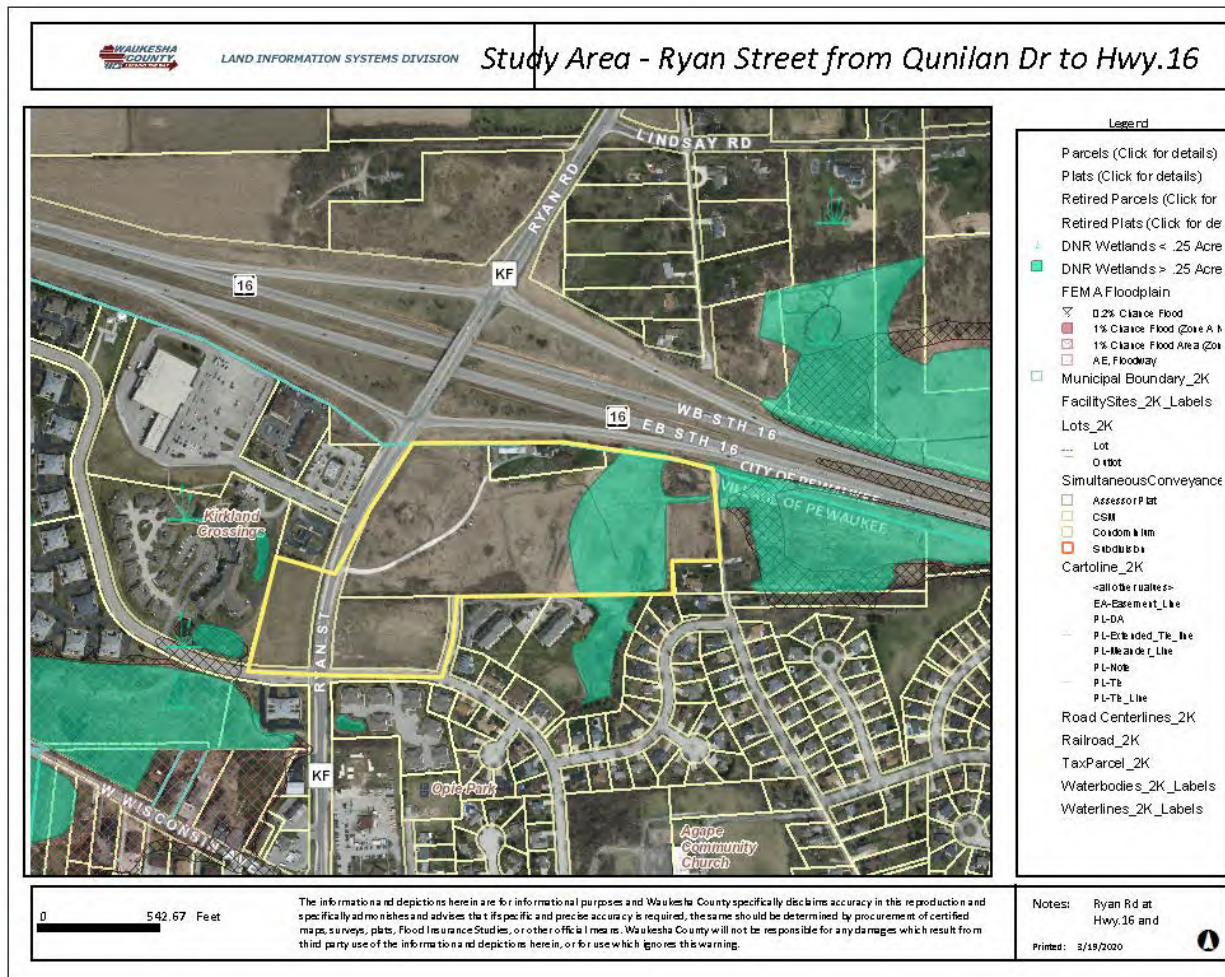 WAUKESHA
COUNTY
LAND INFORMATION SYSTEMS DIVISION
Study Area - Ryan Street from Qunilan Dr to Hwy.16
LINDSAY RD
RYAN RD
KF
16
16
WB STH 16
EB STH 16
CITY OF PEWAUKEE
VILLAGE OF PEWAUKEE
Kirkland
Crossings
RYAN ST
KF
W WISCONSIN AV
Opie Park
Agape
Community
Church
Legend
Parcels (Click for details)
Plats (Click for details)
Retired Parcels (Click for
Retired Plats (Click for de
DNR Wetlands < .25 Acre
DNR Wetlands > .25 Acre
FEMA Floodplain
0.2% Chance Flood
1% Chance Flood (Zone A N
1% Chance Flood Area (Zon
AE, Floodway
Municipal Boundary_2K
FacilitySites_2K_Labels
Lots_2K
Lot
Outlot
SimultaneousConveyance
Assessor Plat
CSM
Condominium
Subdivision
Cartoline_2K
<all other values>
EA-Easement_Line
PL-DA
PL-Extended_Tie_line
PL-Meander_Line
PL-Note
PL-Tie
PL-Tie_Line
Road Centerlines_2K
Railroad_2K
TaxParcel_2K
Waterbodies_2K_Labels
Waterlines_2K_Labels
0 542.67 Feet
The information and depictions herein are for informational purposes and Waukesha County specifically disclaims accuracy in this reproduction and
specifically admonishes and advises that if specific and precise accuracy is required, the same should be determined by procurement of certified
maps, surveys, plats, Flood Insurance Studies, or other official means. Waukesha County will not be responsible for any damages which result from
third party use of the information and depictions herein, or for use which ignores this warning.
Notes: Ryan Rd at
Hwy.16 and
Printed: 3/19/2020